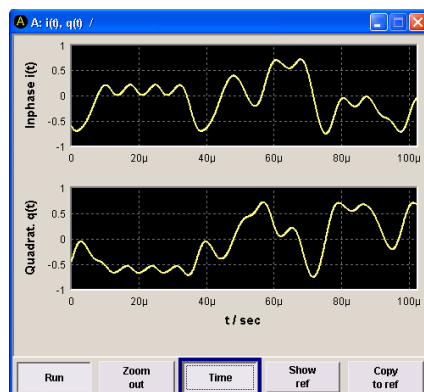 A A: i(t), q(t) /
Inphase i(t)
1
0.5
0
-0.5
-1
0 20µ 40µ 60µ 80µ 100µ
Quadrat. q(t)
1
0.5
0
-0.5
-1
0 20µ 40µ 60µ 80µ 100µ
t / sec
Run
Zoom
out
Time
Show
ref
Copy
to ref